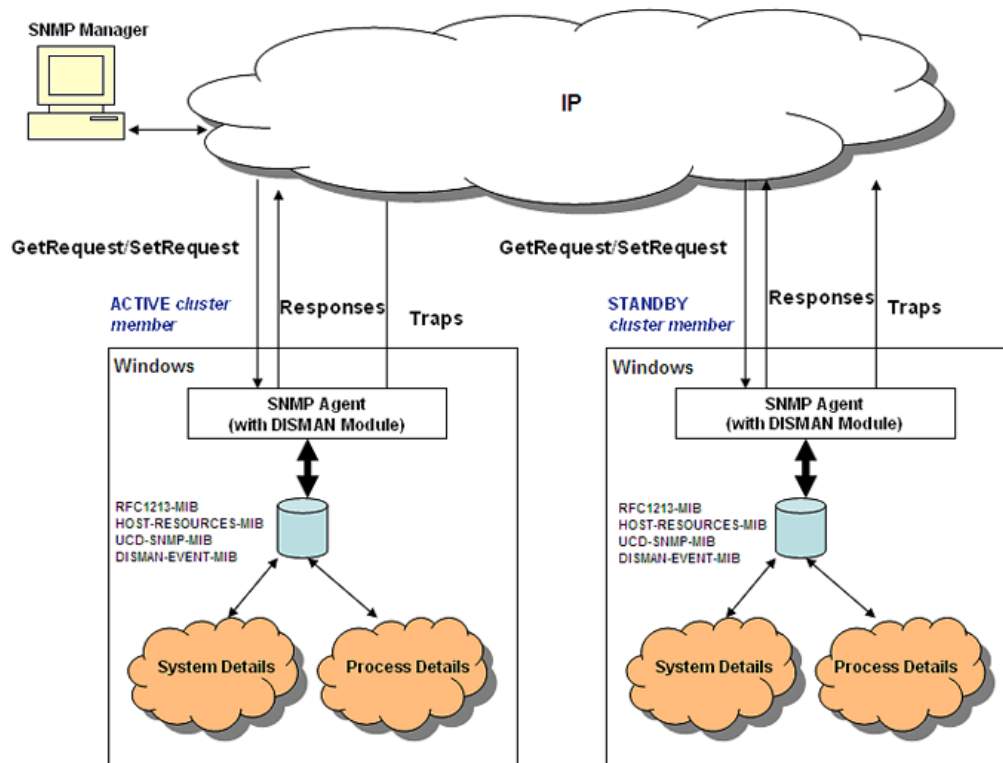 SNMP Manager
IP
GetRequest/SetRequest
GetRequest/SetRequest
ACTIVE cluster
member
Responses
Traps
STANDBY
cluster member
Responses
Traps
Windows
SNMP Agent
(with DISMAN Module)
RFC1213-MIB
HOST-RESOURCES-MIB
UCD-SNMP-MIB
DISMAN-EVENT-MIB
System Details
Process Details
Windows
SNMP Agent
(with DISMAN Module)
RFC1213-MIB
HOST-RESOURCES-MIB
UCD-SNMP-MIB
DISMAN-EVENT-MIB
System Details
Process Details